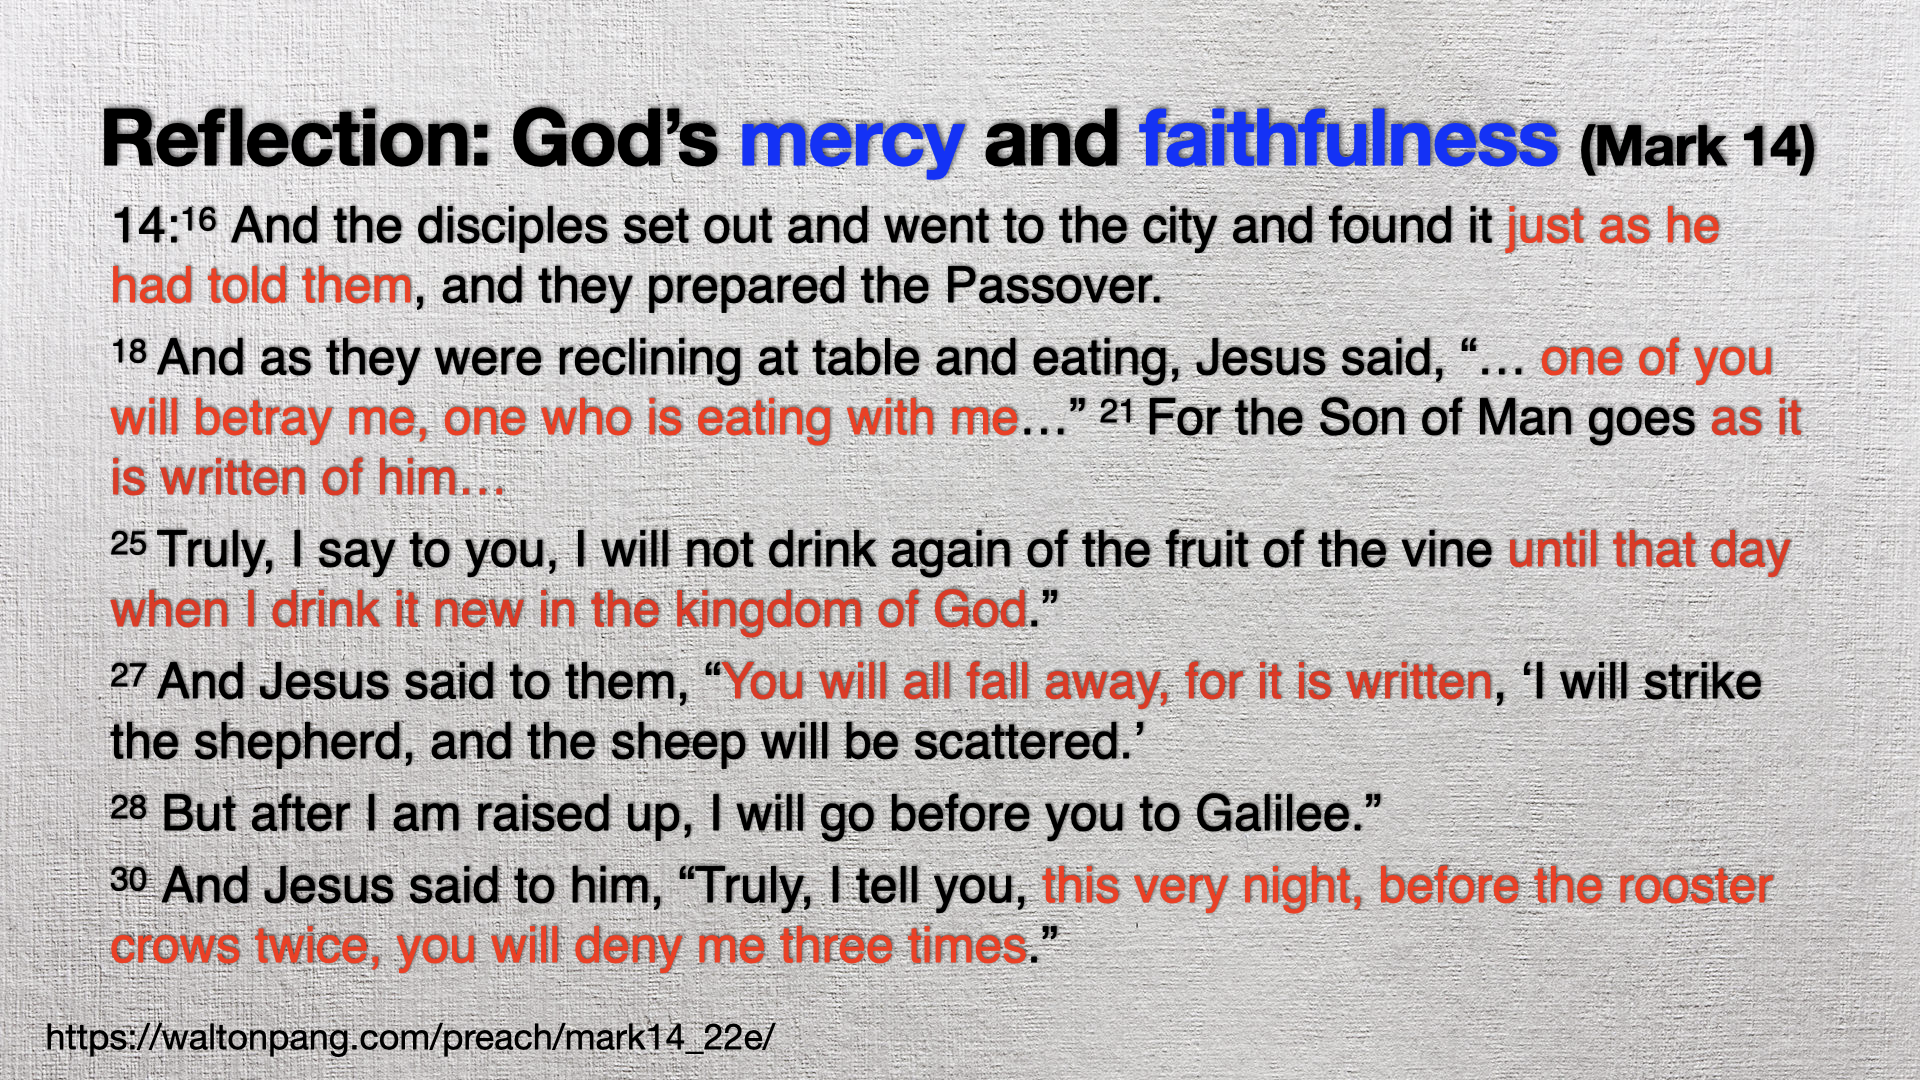 Reflection: God’s mercy and faithfulness (Mark 14)
14:16 And the disciples set out and went to the city and found it just as he
had told them, and they prepared the Passover.
18 And as they were reclining at table and eating, Jesus said, “… one of you
will betray me, one who is eating with me…” 21 For the Son of Man goes as it
is written of him…
25 Truly, I say to you, I will not drink again of the fruit of the vine until that day
when I drink it new in the kingdom of God.”
27 And Jesus said to them, “You will all fall away, for it is written, ‘I will strike
the shepherd, and the sheep will be scattered.’
28 But after I am raised up, I will go before you to Galilee.”
30 And Jesus said to him, “Truly, I tell you, this very night, before the rooster
crows twice, you will deny me three times.”
https://waltonpang.com/preach/mark14_22e/